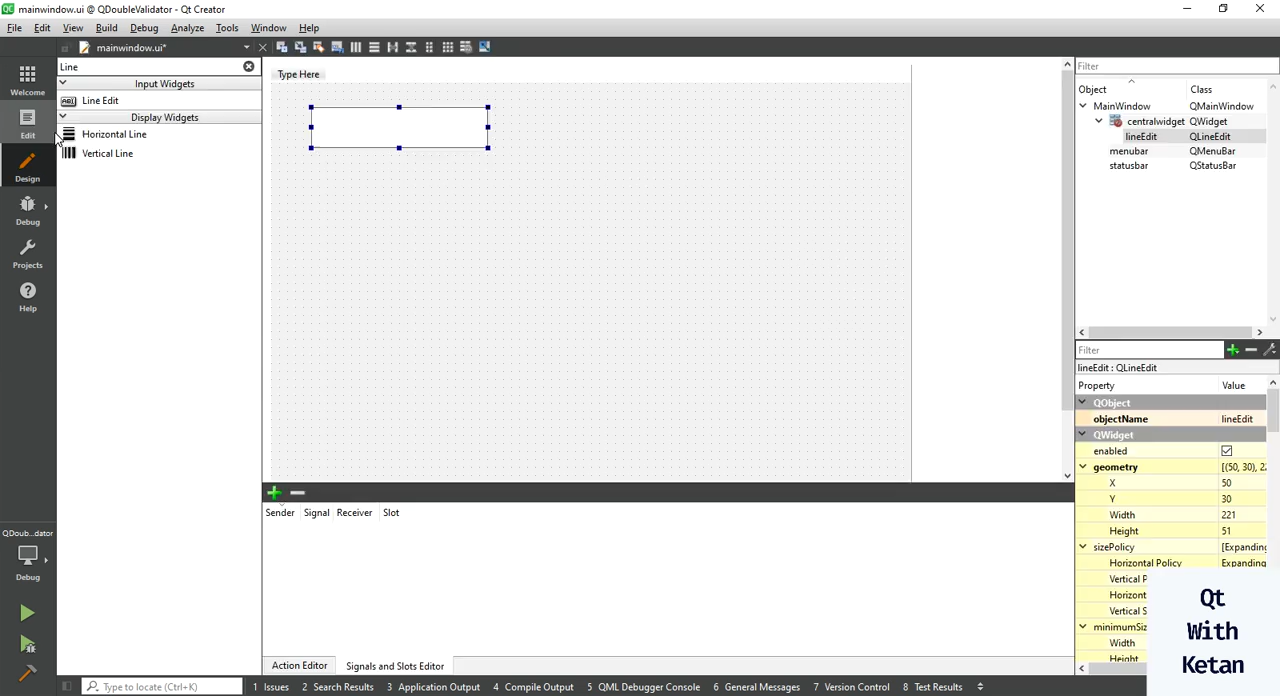 mainwindow.ui @ QDoubleValidator - Qt Creator
File Edit View Build Debug Analyze Tools Window Help
mainwindow.ui*
Line
Input Widgets
Line Edit
Display Widgets
Horizontal Line
Vertical Line
Welcome
Edit
Design
Debug
Projects
Help
QDoub...dator
Debug
Type Here
Sender Signal Receiver Slot
Action Editor Signals and Slots Editor
Filter
Object Class
MainWindow QMainWindow
centralwidget QWidget
lineEdit QLineEdit
menubar QMenuBar
statusbar QStatusBar
Filter
lineEdit : QLineEdit
Property Value
QObject
objectName lineEdit
QWidget
enabled
geometry [(50, 30), 22
X 50
Y 30
Width 221
Height 51
sizePolicy [Expanding
Horizontal Policy Expanding
Vertical P
Horizont
Vertical S
minimumSiz
Width
Height
Qt
With
Ketan
Type to locate (Ctrl+K) 1 Issues 2 Search Results 3 Application Output 4 Compile Output 5 QML Debugger Console 6 General Messages 7 Version Control 8 Test Results